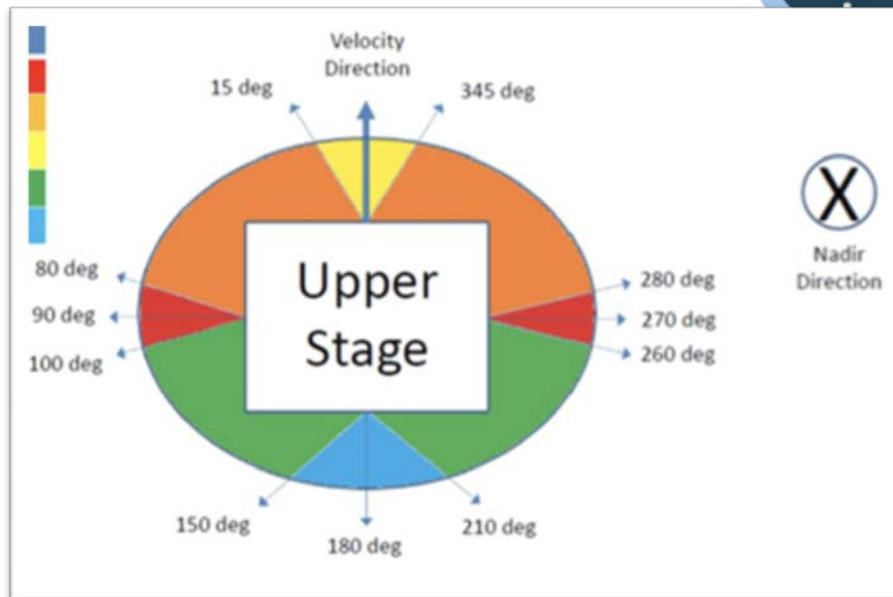 Velocity
Direction
15 deg
345 deg
80 deg
90 deg
100 deg
Upper
Stage
280 deg
270 deg
260 deg
X
Nadir
Direction
150 deg
180 deg
210 deg